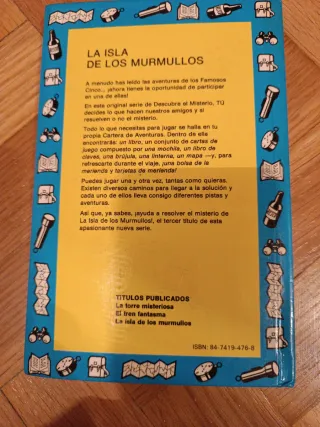 LA ISLA
DE LOS MURMULLOS
A menudo has leído las aventuras de los Famosos
Cinco... ¡ahora tienes la oportunidad de participar
en una de ellas!
En este original serie de Descubre el Misterio, TÚ
decides lo que hacen nuestros amigos y si
resuelven o no el misterio.
Todo lo que necesitas para jugar se halla en tu
propia Cartera de Aventuras. Dentro de ella
encontrarás: un libro, un conjunto de cartas de
juego compuesto por una mochila, un libro de
claves, una brújula, una linterna, un mapa —y, para
refrescarte durante el viaje, ¡una bolsa de la
merienda y tarjetas de merienda!
Puedes jugar una y otra vez, tantas como quieras.
Existen diversos caminos para llegar a la solución y
cada uno de ellos lleva consigo diferentes pistas y
aventuras.
Así que, ya sabes, ¡ayuda a resolver el misterio de
La Isla de los Murmullos!, el tercer título de esta
apasionante nueva serie.
TÍTULOS PUBLICADOS
La torre misteriosa
El tren fantasma
La isla de los murmullos
ISBN: 84-7419-476-8